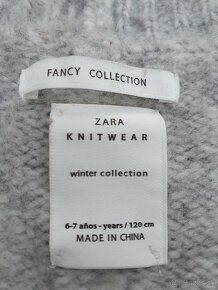 FANCY COLLECTION
ZARA
KNITWEAR
winter collection
6-7 años - years / 120 cm
MADE IN CHINA